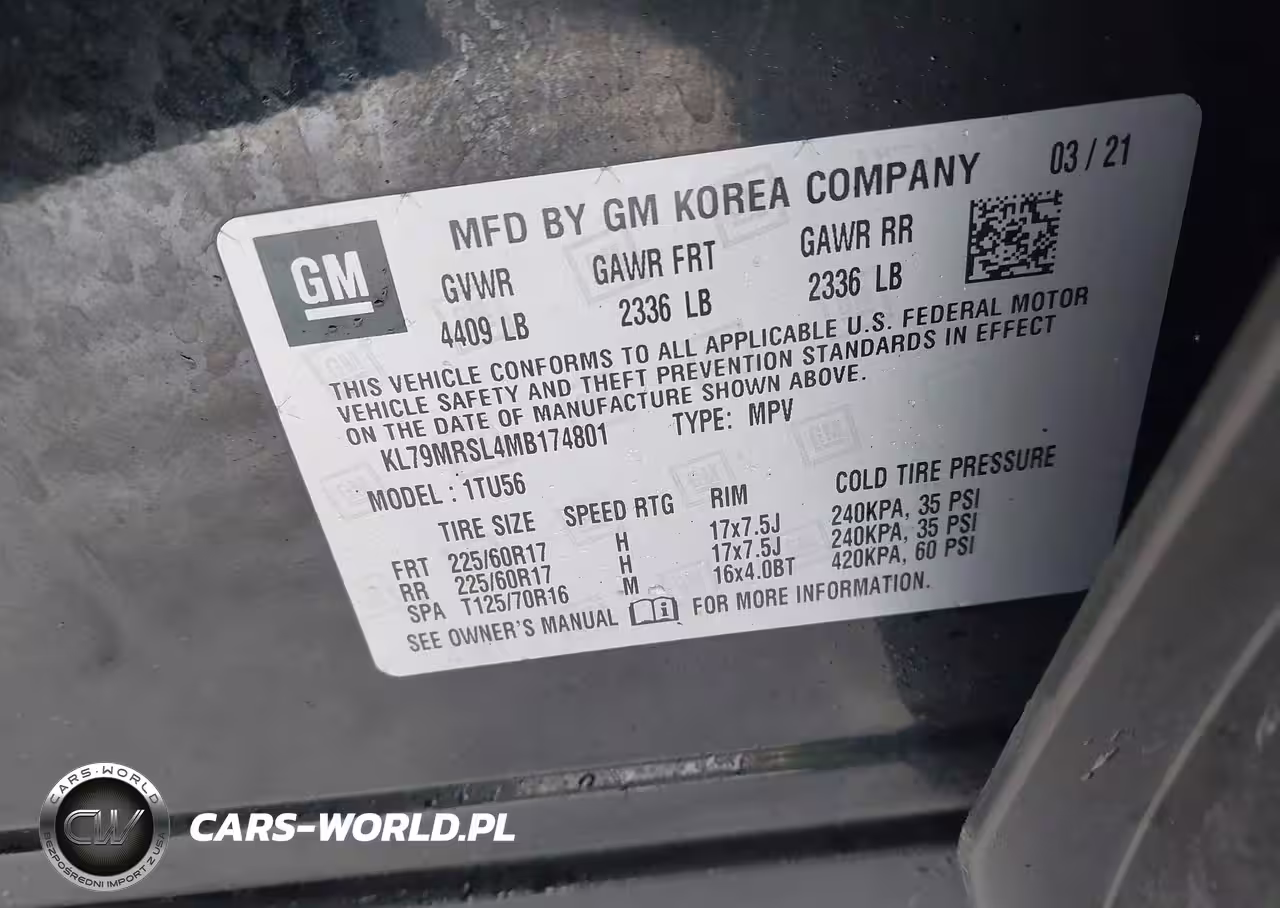 MFD BY GM KOREA COMPANY 03 / 21
GM
GVWR GAWR FRT GAWR RR
4409 LB 2336 LB 2336 LB
THIS VEHICLE CONFORMS TO ALL APPLICABLE U.S. FEDERAL MOTOR
VEHICLE SAFETY AND THEFT PREVENTION STANDARDS IN EFFECT
ON THE DATE OF MANUFACTURE SHOWN ABOVE.
KL79MRSL4MB174801 TYPE: MPV
MODEL : 1TU56
TIRE SIZE SPEED RTG RIM COLD TIRE PRESSURE
FRT 225/60R17 H 17x7.5J 240KPA, 35 PSI
RR 225/60R17 H 17x7.5J 240KPA, 35 PSI
SPA T125/70R16 M 16x4.0BT 420KPA, 60 PSI
SEE OWNER'S MANUAL FOR MORE INFORMATION.
CARS-WORLD
CW
BEZPOŚREDNI IMPORT Z USA
CARS-WORLD.PL